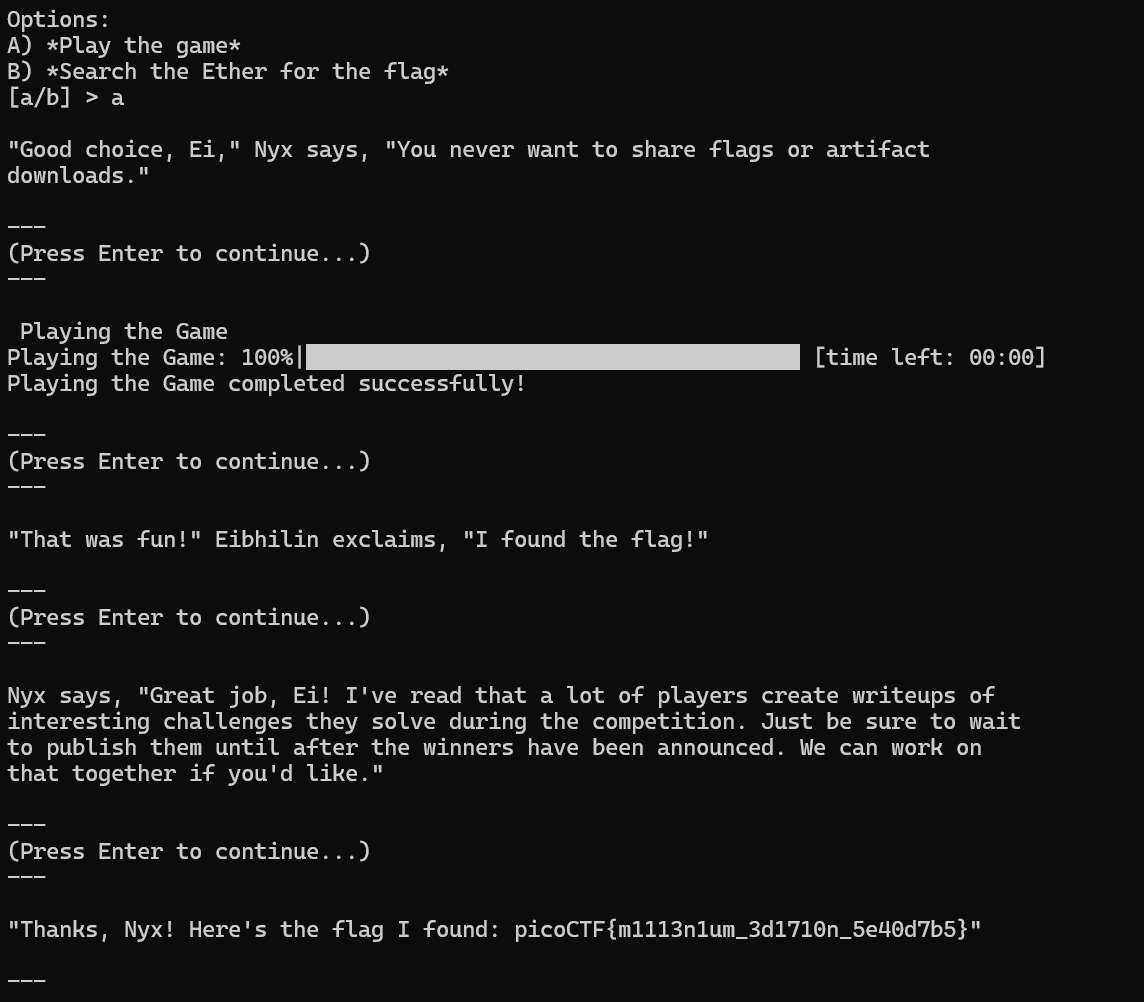 Options:
A) *Play the game*
B) *Search the Ether for the flag*
[a/b] > a
"Good choice, Ei," Nyx says, "You never want to share flags or artifact
downloads."
---
(Press Enter to continue...)
---
Playing the Game
Playing the Game: 100%| [time left: 00:00]
Playing the Game completed successfully!
---
(Press Enter to continue...)
---
"That was fun!" Eibhilin exclaims, "I found the flag!"
---
(Press Enter to continue...)
---
Nyx says, "Great job, Ei! I've read that a lot of players create writeups of
interesting challenges they solve during the competition. Just be sure to wait
to publish them until after the winners have been announced. We can work on
that together if you'd like."
---
(Press Enter to continue...)
---
"Thanks, Nyx! Here's the flag I found: picoCTF{m1113n1um_3d1710n_5e40d7b5}"
---